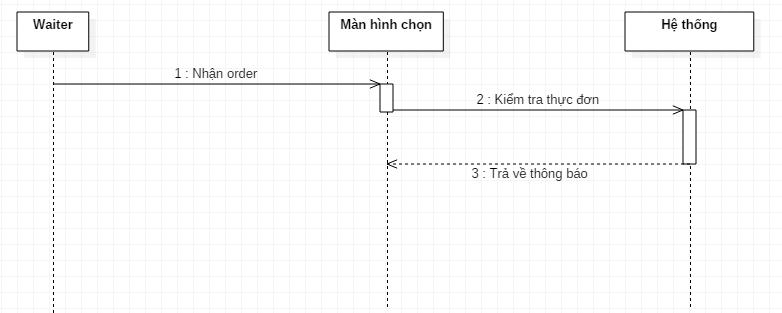 Waiter
Màn hình chọn
Hệ thống
1 : Nhận order
2 : Kiểm tra thực đơn
3 : Trả về thông báo